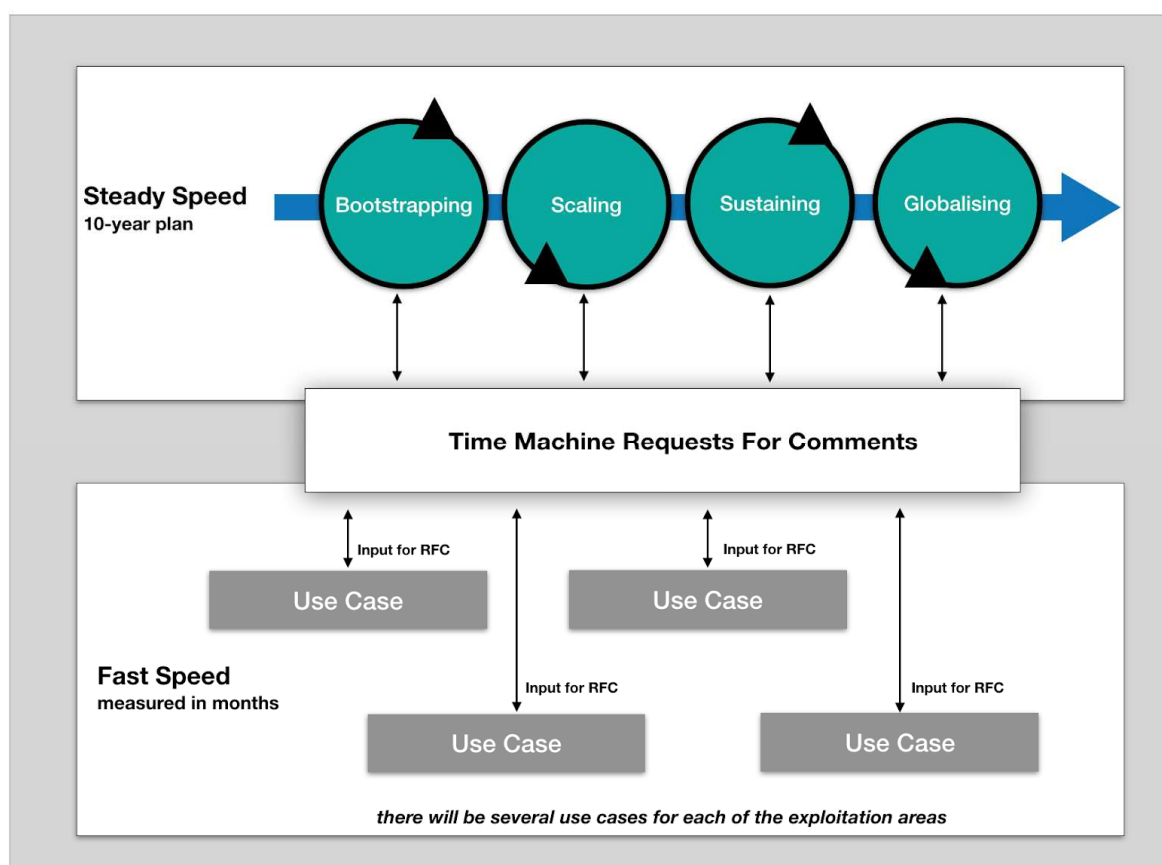 Bootstrapping
Scaling
Sustaining
Globalising
Steady Speed
10-year plan
Time Machine Requests For Comments
Input for RFC
Input for RFC
Use Case
Use Case
Fast Speed
measured in months
Input for RFC
Input for RFC
Use Case
Use Case
there will be several use cases for each of the exploitation areas